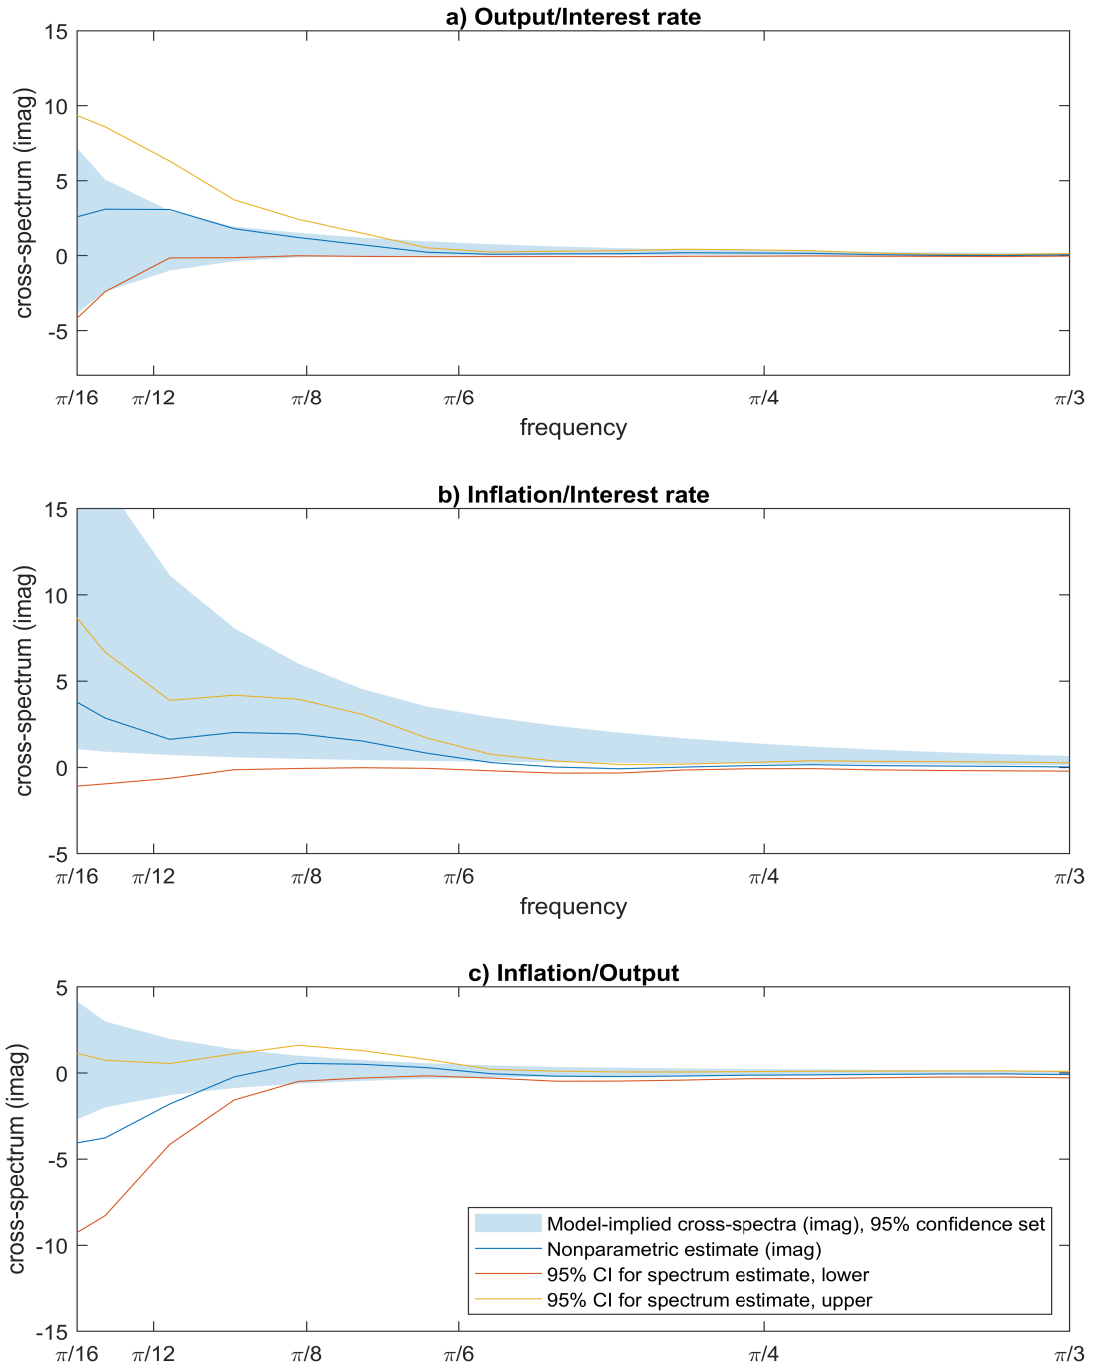 a) Output/Interest rate
15
10
5
0
-5
cross-spectrum (imag)
π/16 π/12 π/8 π/6 π/4 π/3
frequency
b) Inflation/Interest rate
15
10
5
0
-5
cross-spectrum (imag)
π/16 π/12 π/8 π/6 π/4 π/3
frequency
c) Inflation/Output
5
0
-5
-10
-15
cross-spectrum (imag)
Model-implied cross-spectra (imag), 95% confidence set
Nonparametric estimate (imag)
95% CI for spectrum estimate, lower
95% CI for spectrum estimate, upper
π/16 π/12 π/8 π/6 π/4 π/3